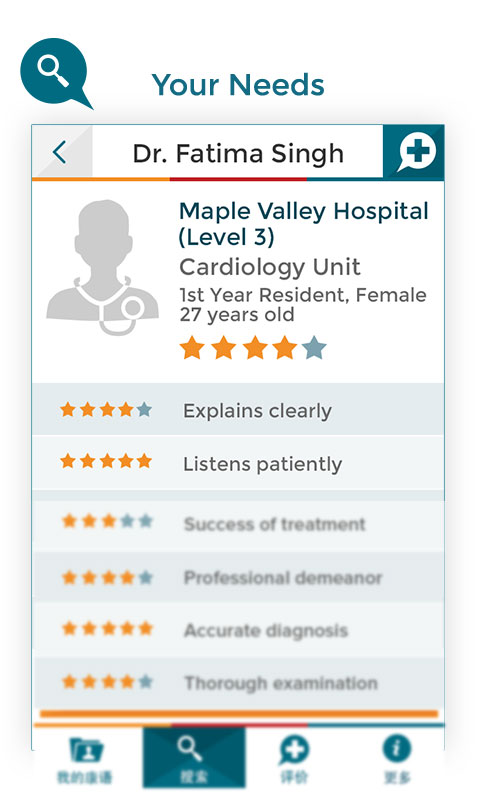 Your Needs
Dr. Fatima Singh
Maple Valley Hospital
(Level 3)
Cardiology Unit
1st Year Resident, Female
27 years old
Explains clearly
Listens patiently
Success of treatment
Professional demeanor
Accurate diagnosis
Thorough examination
我的康语 搜索 评价 更多